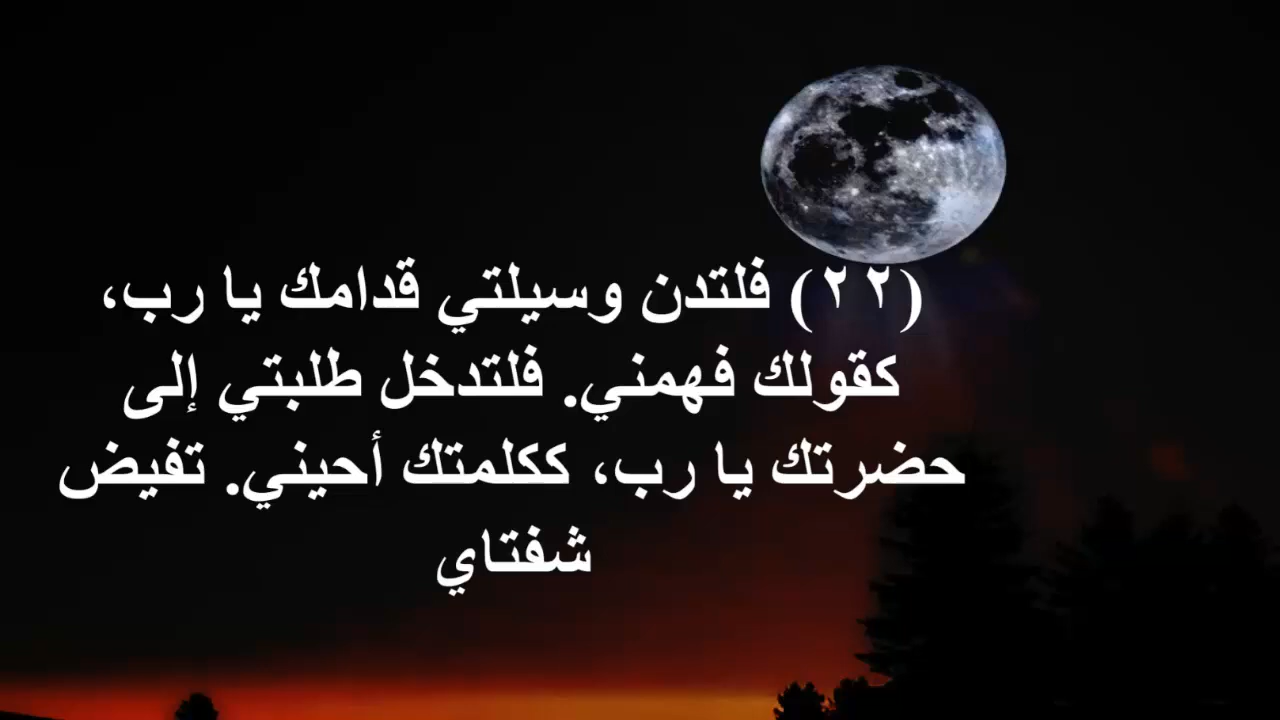 (٢٢) فلتدن وسيلتي قدامك يا رب،
كقولك فهمني. فلتدخل طلبتي إلى
حضرتك يا رب، ككلمتك أحيني. تفيض
شفتاي